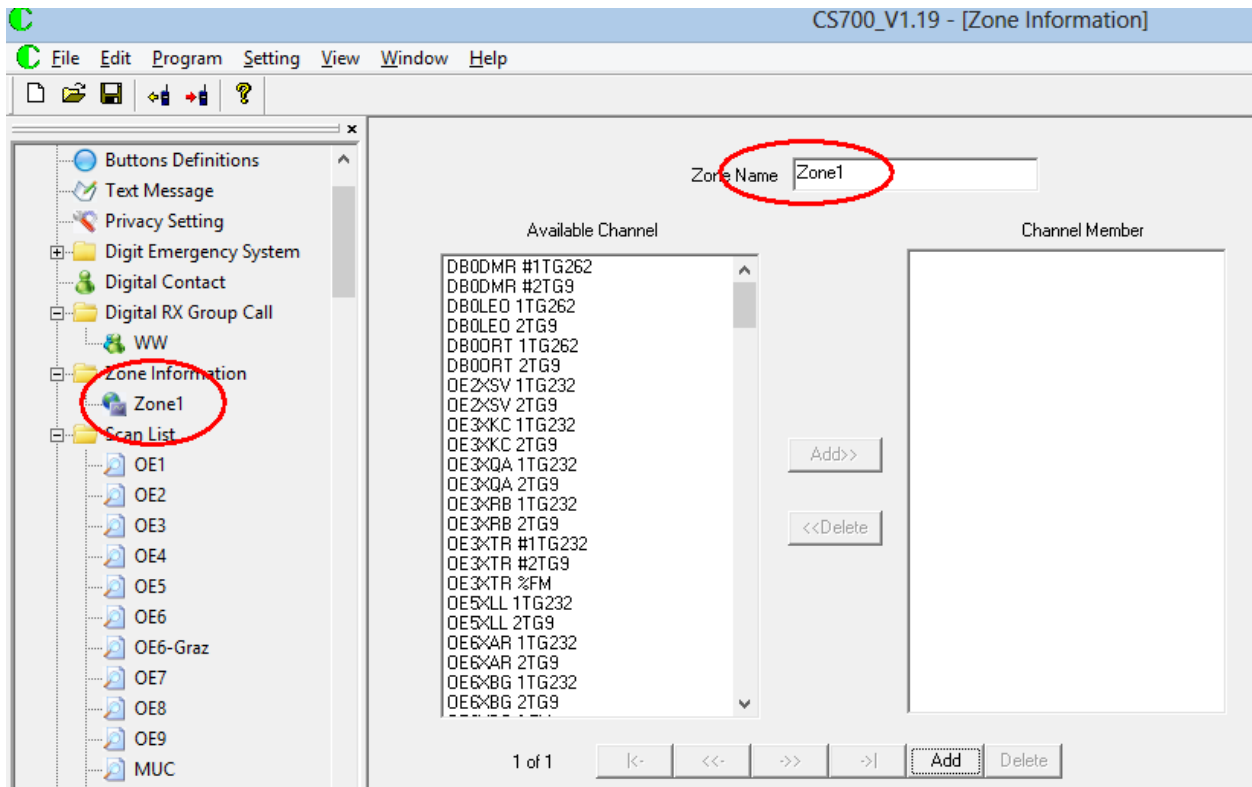 CS700_V1.19 - [Zone Information]
File Edit Program Setting View Window Help
Buttons Definitions
Text Message
Privacy Setting
Digit Emergency System
Digital Contact
Digital RX Group Call
WW
Zone Information
Zone1
Scan List
OE1
OE2
OE3
OE4
OE5
OE6
OE6-Graz
OE7
OE8
OE9
MUC
Zone Name Zone1
Available Channel
DB0DMR #1TG262
DB0DMR #2TG9
DB0LEO 1TG262
DB0LEO 2TG9
DB0ORT 1TG262
DB0ORT 2TG9
OE2XSV 1TG232
OE2XSV 2TG9
OE3XKC 1TG232
OE3XKC 2TG9
OE3XQA 1TG232
OE3XQA 2TG9
OE3XRB 1TG232
OE3XRB 2TG9
OE3XTR #1TG232
OE3XTR #2TG9
OE3XTR %FM
OE5XLL 1TG232
OE5XLL 2TG9
OE6XAR 1TG232
OE6XAR 2TG9
OE6XBG 1TG232
OE6XBG 2TG9
Add>>
<<Delete
Channel Member
1 of 1 |<- <<- ->> ->| Add Delete